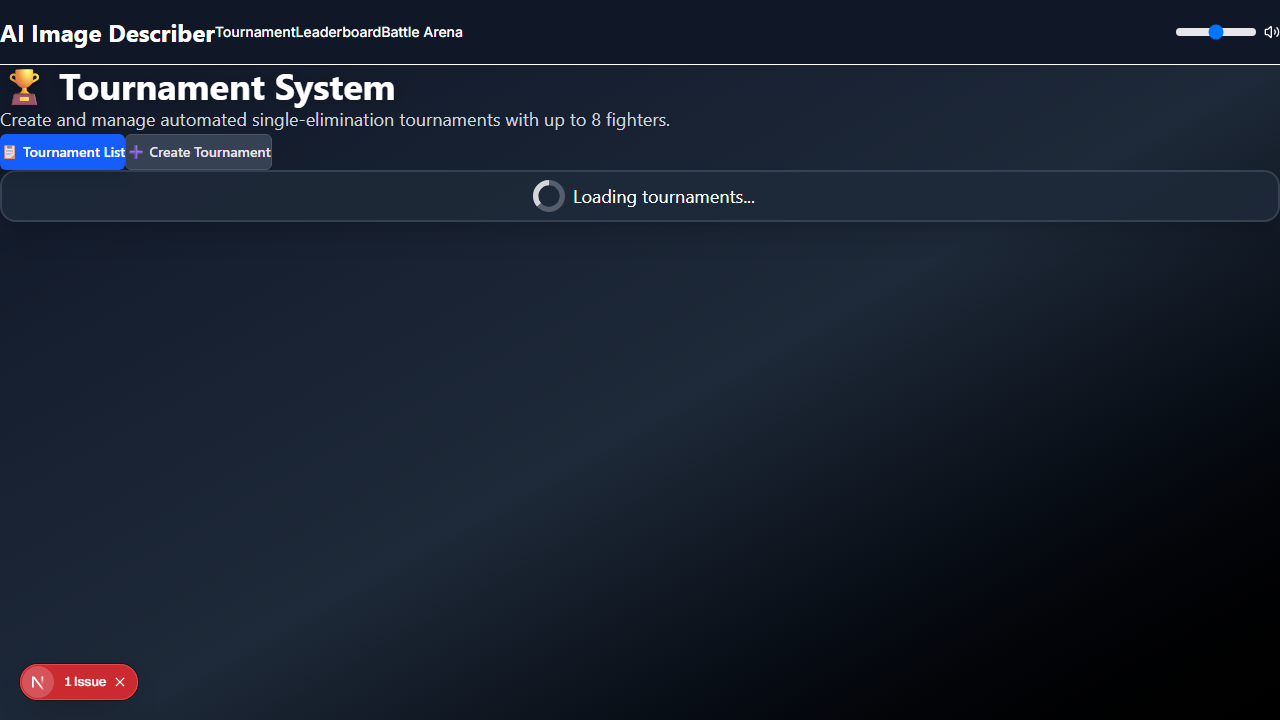 AI Image Describer Tournament Leaderboard Battle Arena
🏆 Tournament System
Create and manage automated single-elimination tournaments with up to 8 fighters.
📋 Tournament List ➕ Create Tournament
Loading tournaments...
N 1 Issue